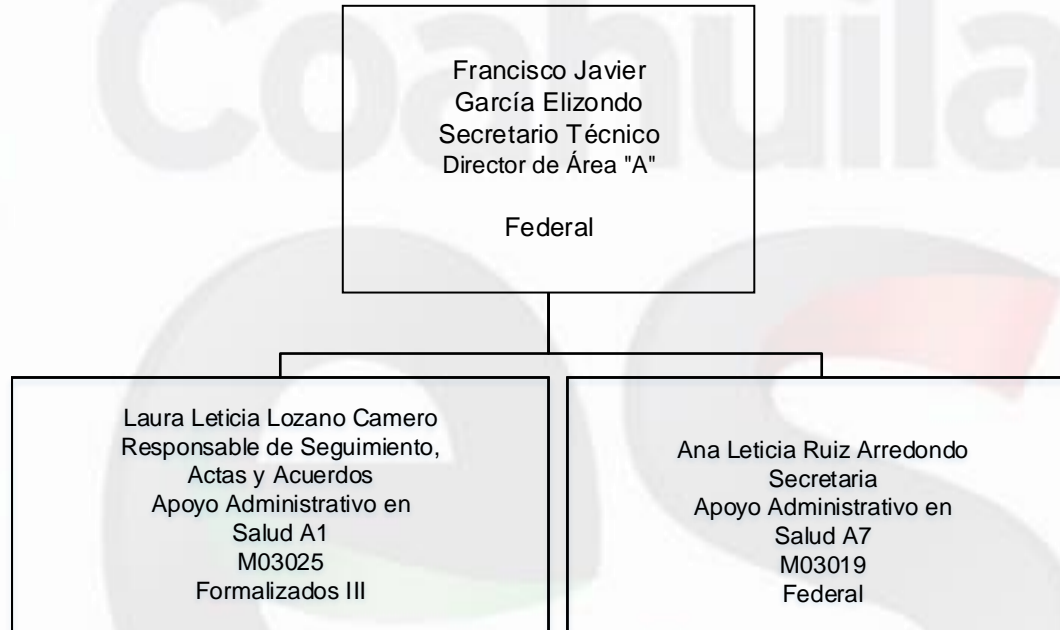 Coahuila
es
Francisco Javier
García Elizondo
Secretario Técnico
Director de Área "A"
Federal
Laura Leticia Lozano Camero
Responsable de Seguimiento,
Actas y Acuerdos
Apoyo Administrativo en
Salud A1
M03025
Formalizados III
Ana Leticia Ruiz Arredondo
Secretaria
Apoyo Administrativo en
Salud A7
M03019
Federal